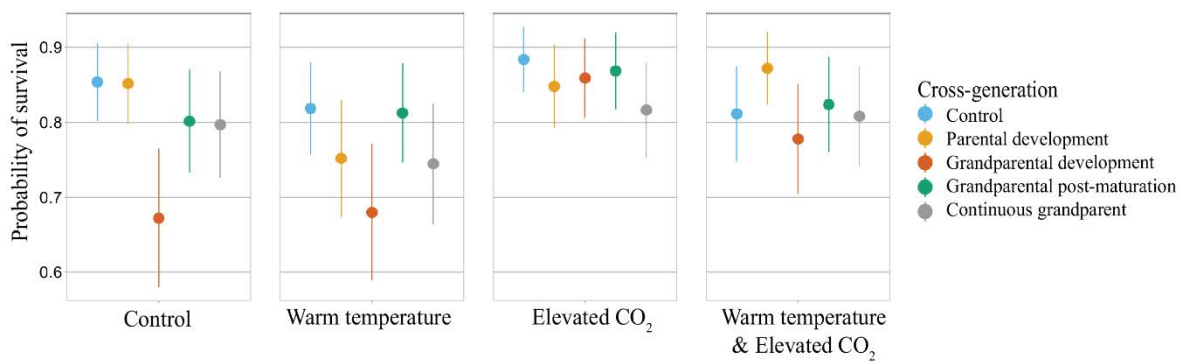 Probability of survival
0.9
0.8
0.7
0.6
Control
Warm temperature
Elevated CO₂
Warm temperature
& Elevated CO₂
Cross-generation
Control
Parental development
Grandparental development
Grandparental post-maturation
Continuous grandparent